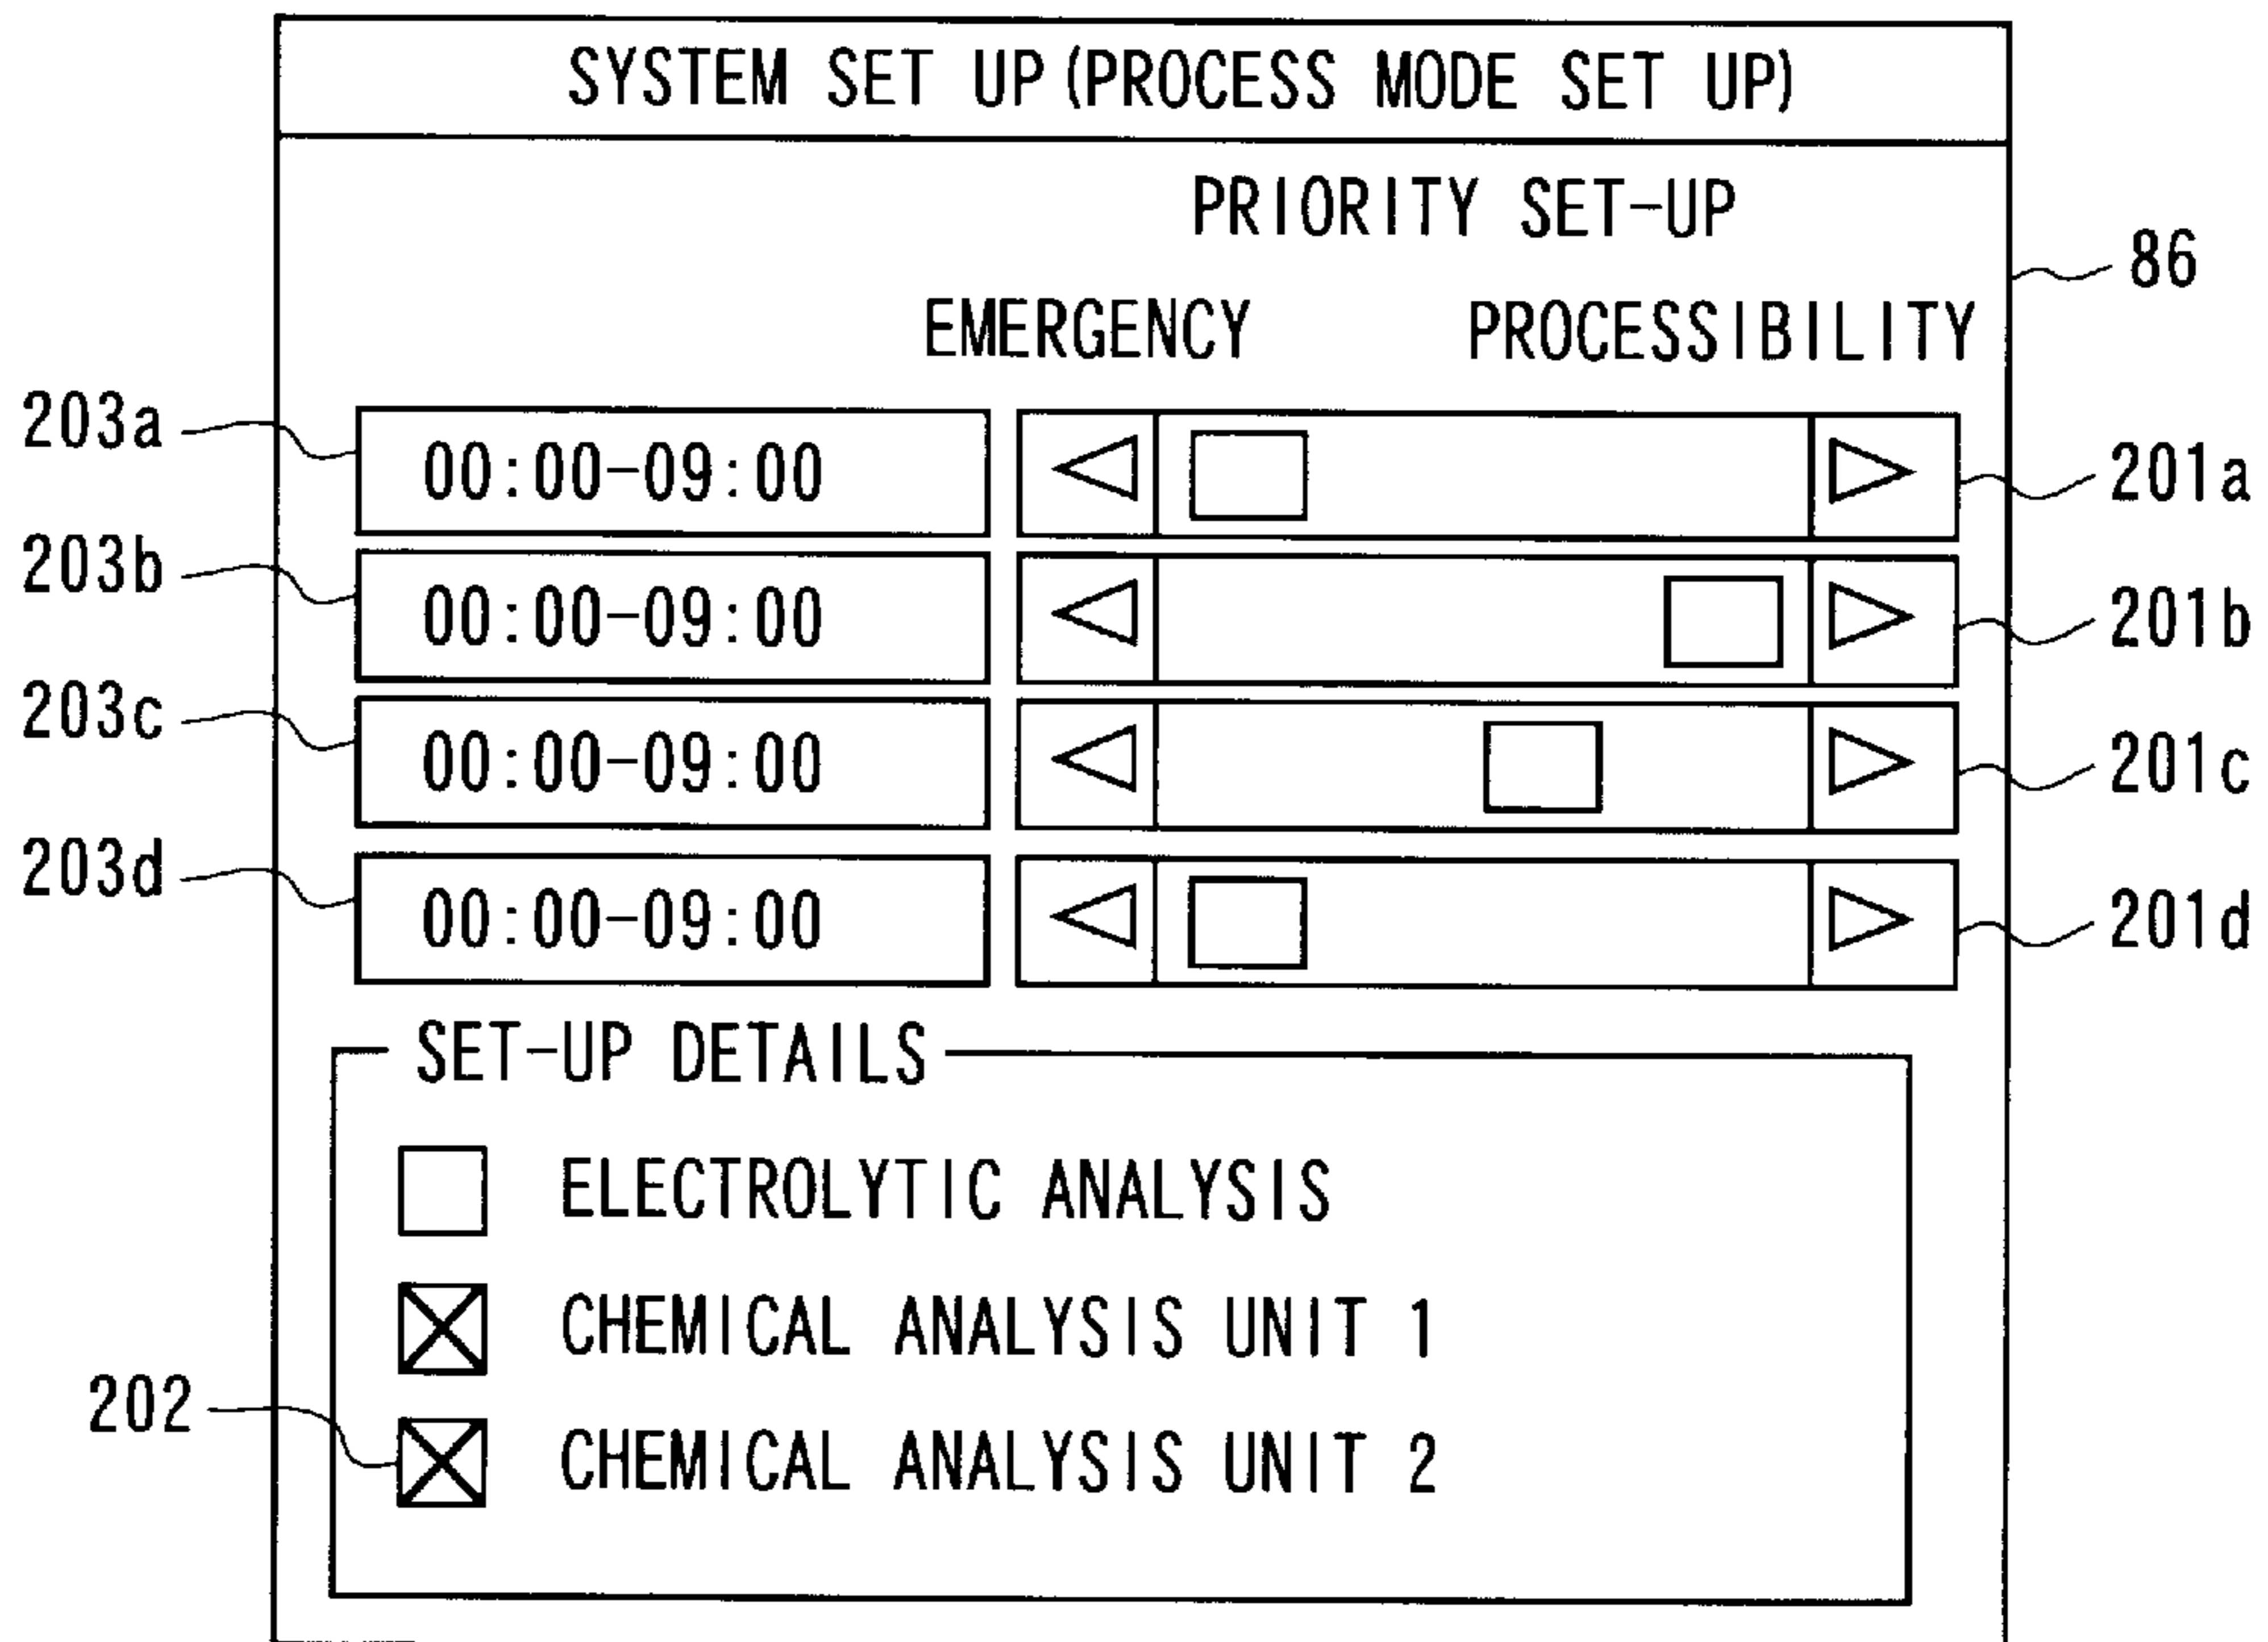 SYSTEM SET UP (PROCESS MODE SET UP)
PRIORITY SET-UP
86
EMERGENCY PROCESSIBILITY
203a 00:00-09:00 201a
203b 00:00-09:00 201b
203c 00:00-09:00 201c
203d 00:00-09:00 201d
SET-UP DETAILS
ELECTROLYTIC ANALYSIS
CHEMICAL ANALYSIS UNIT 1
202 CHEMICAL ANALYSIS UNIT 2